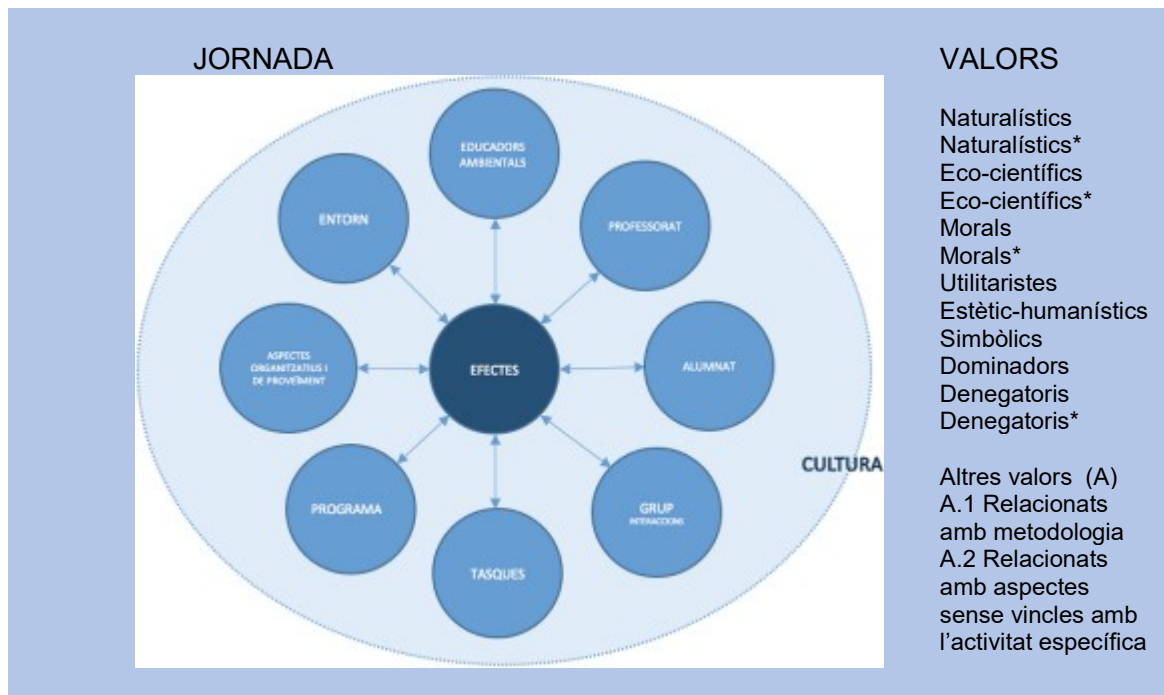 JORNADA
EDUCADORS
AMBIENTALS
ENTORN
PROFESSORAT
ASPECTES
ORGANITZATIUS I
DE PROVEÏMENT
EFECTES
ALUMNAT
CULTURA
PROGRAMA
GRUP
INTERACCIONS
TASQUES
VALORS
Naturalístics
Naturalístics*
Eco-científics
Eco-científics*
Morals
Morals*
Utilitaristes
Estètic-humanístics
Simbòlics
Dominadors
Denegatoris
Denegatoris*
Altres valors (A)
A.1 Relacionats
amb metodologia
A.2 Relacionats
amb aspectes
sense vincles amb
l'activitat específica